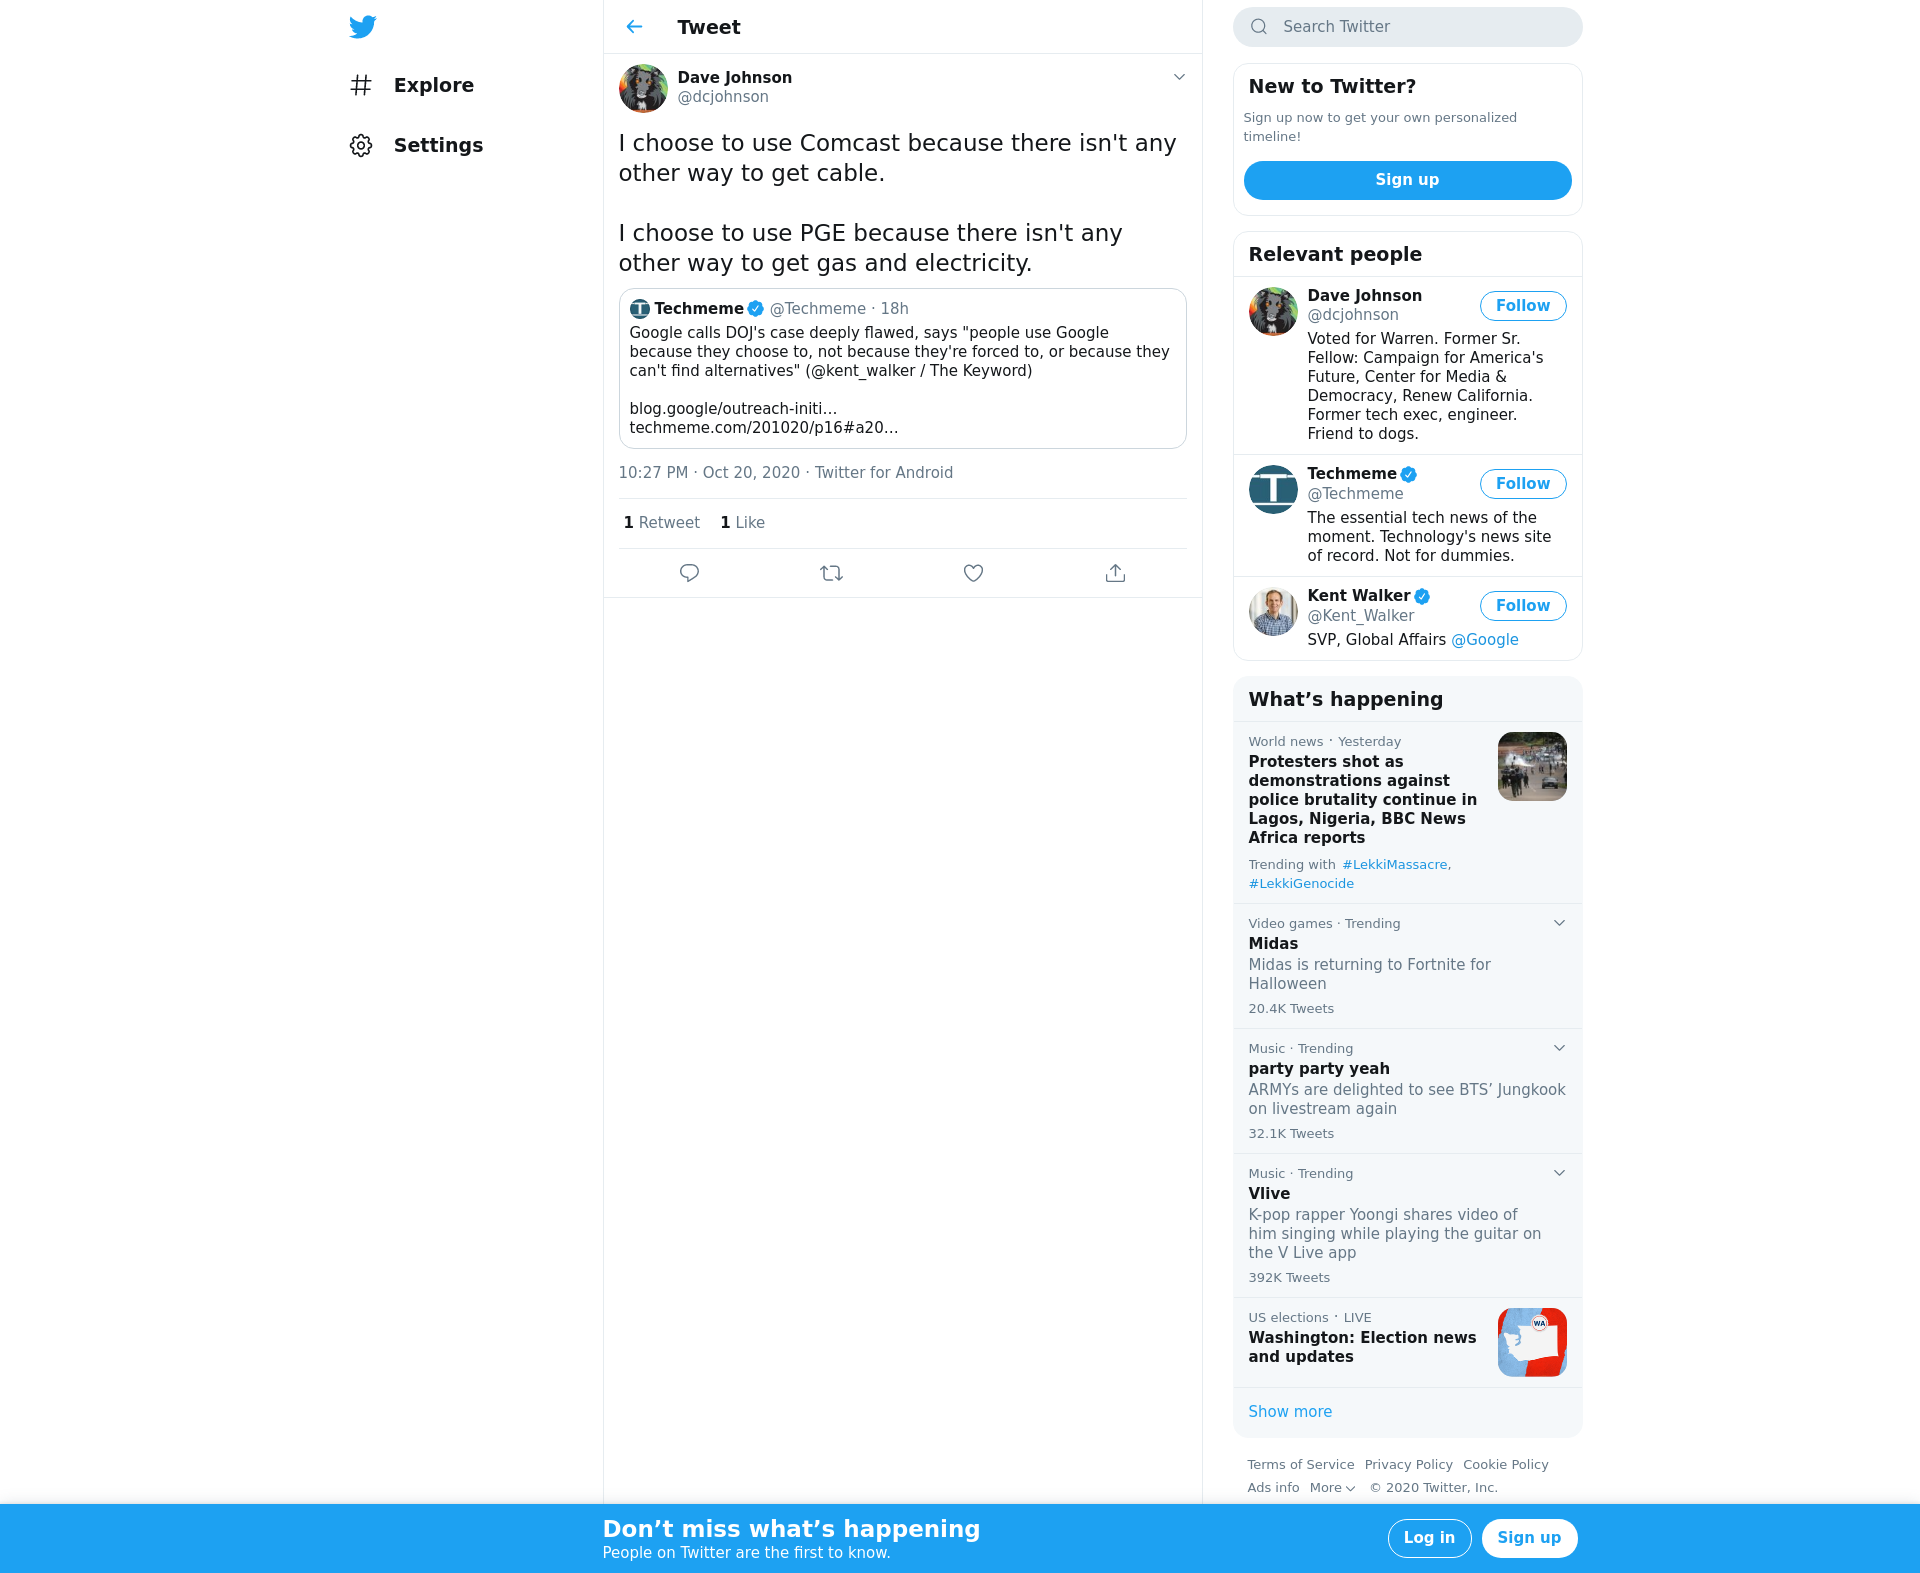 Explore
Settings
Tweet
Dave Johnson
@dcjohnson
I choose to use Comcast because there isn't any
other way to get cable.
I choose to use PGE because there isn't any
other way to get gas and electricity.
Techmeme @Techmeme · 18h
Google calls DOJ's case deeply flawed, says "people use Google
because they choose to, not because they're forced to, or because they
can't find alternatives" (@kent_walker / The Keyword)
blog.google/outreach-initi…
techmeme.com/201020/p16#a20…
10:27 PM · Oct 20, 2020 · Twitter for Android
1 Retweet 1 Like
Search Twitter
New to Twitter?
Sign up now to get your own personalized
timeline!
Sign up
Relevant people
Dave Johnson
@dcjohnson
Follow
Voted for Warren. Former Sr.
Fellow: Campaign for America's
Future, Center for Media &
Democracy, Renew California.
Former tech exec, engineer.
Friend to dogs.
Techmeme
@Techmeme
Follow
The essential tech news of the
moment. Technology's news site
of record. Not for dummies.
Kent Walker
@Kent_Walker
Follow
SVP, Global Affairs @Google
What’s happening
World news · Yesterday
Protesters shot as
demonstrations against
police brutality continue in
Lagos, Nigeria, BBC News
Africa reports
Trending with #LekkiMassacre,
#LekkiGenocide
Video games · Trending
Midas
Midas is returning to Fortnite for
Halloween
20.4K Tweets
Music · Trending
party party yeah
ARMYs are delighted to see BTS’ Jungkook
on livestream again
32.1K Tweets
Music · Trending
Vlive
K-pop rapper Yoongi shares video of
him singing while playing the guitar on
the V Live app
392K Tweets
US elections · LIVE
Washington: Election news
and updates
WA
Show more
Terms of Service Privacy Policy Cookie Policy
Ads info More © 2020 Twitter, Inc.
Don’t miss what’s happening
People on Twitter are the first to know.
Log in
Sign up